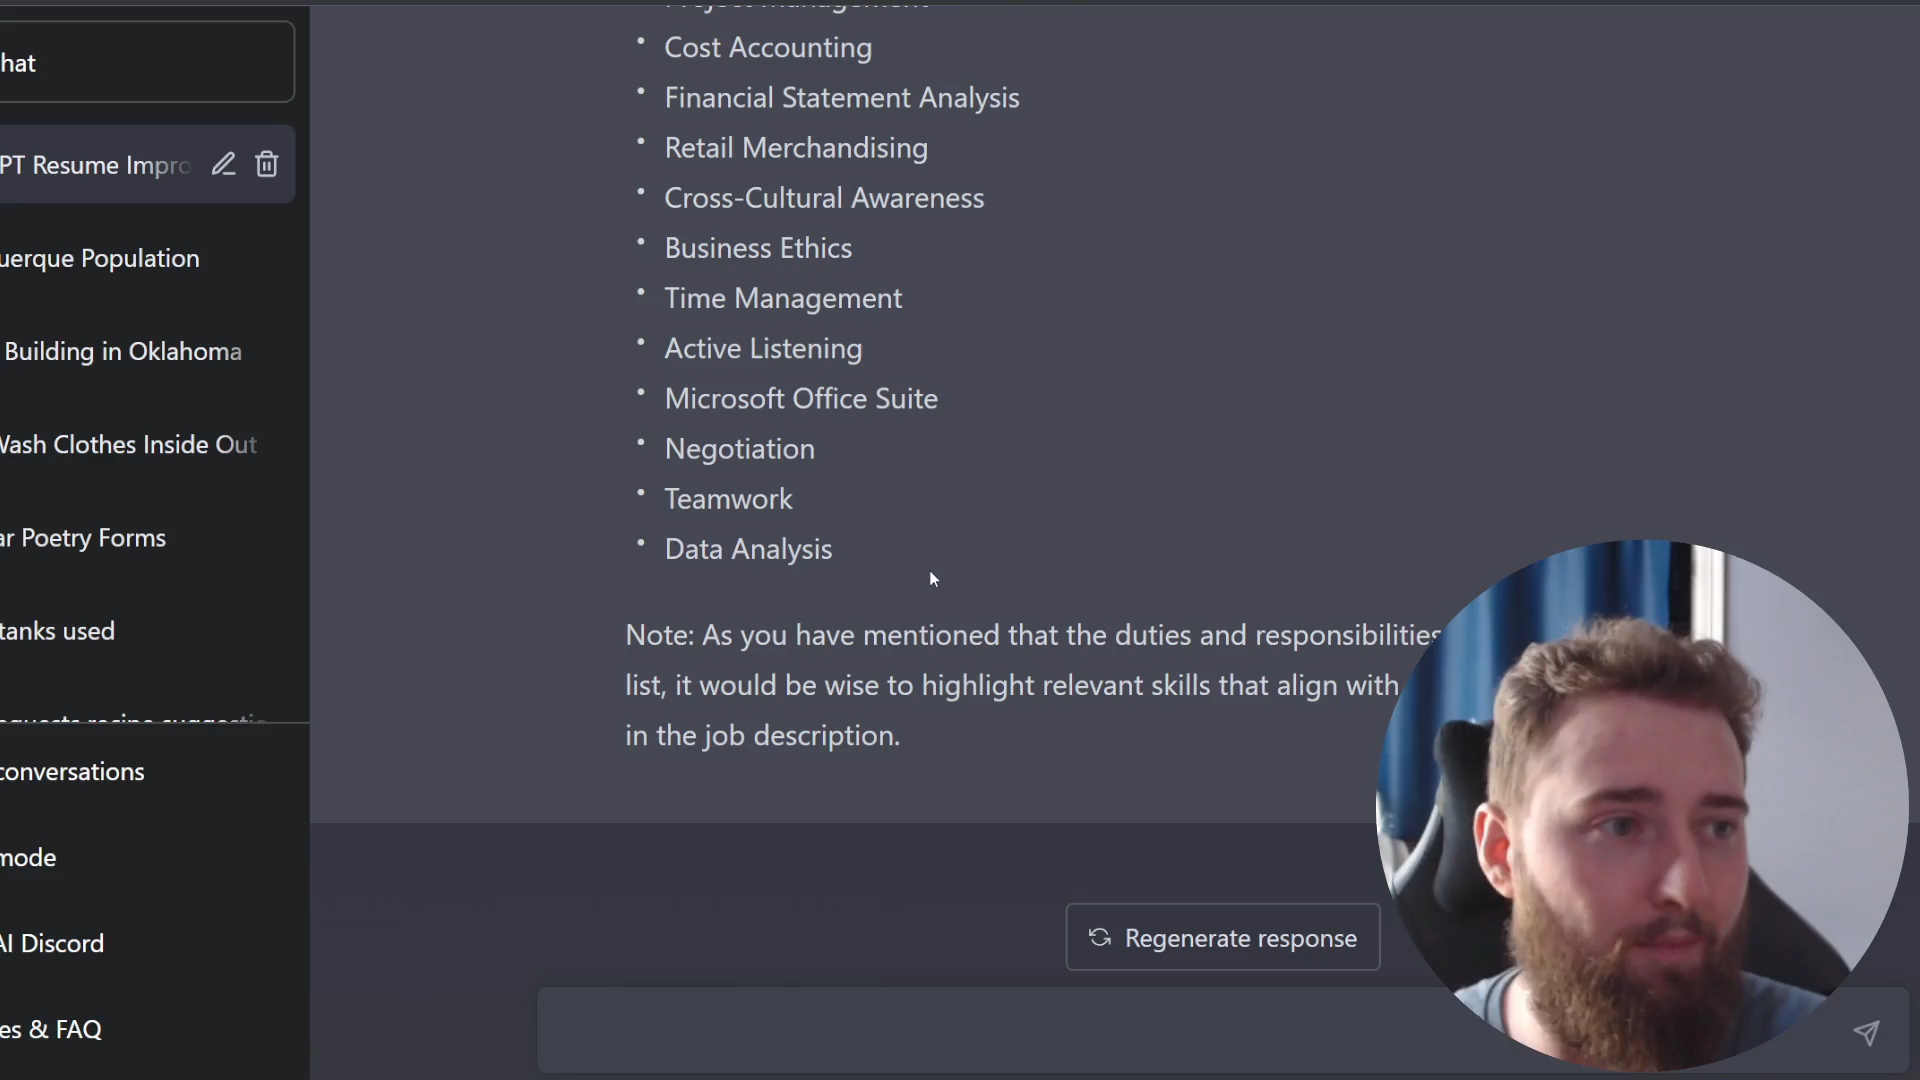 hat
PT Resume Impro
uerque Population
Building in Oklahoma
Wash Clothes Inside Out
ar Poetry Forms
tanks used
conversations
mode
AI Discord
es & FAQ
Project Management
Cost Accounting
Financial Statement Analysis
Retail Merchandising
Cross-Cultural Awareness
Business Ethics
Time Management
Active Listening
Microsoft Office Suite
Negotiation
Teamwork
Data Analysis
Note: As you have mentioned that the duties and responsibilities
list, it would be wise to highlight relevant skills that align with
in the job description.
Regenerate response